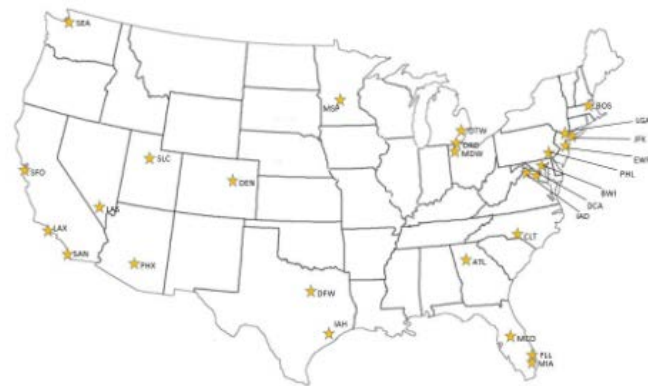 SEA
BOS
MSP
LGA
DTW
JFK
ORD
MDW
EWR
SLC
PHL
SFO
DEN
BWI
LAS
DCA
IAD
LAX
CLT
SAN
PHX
ATL
DFW
IAH
MCO
FLL
MIA